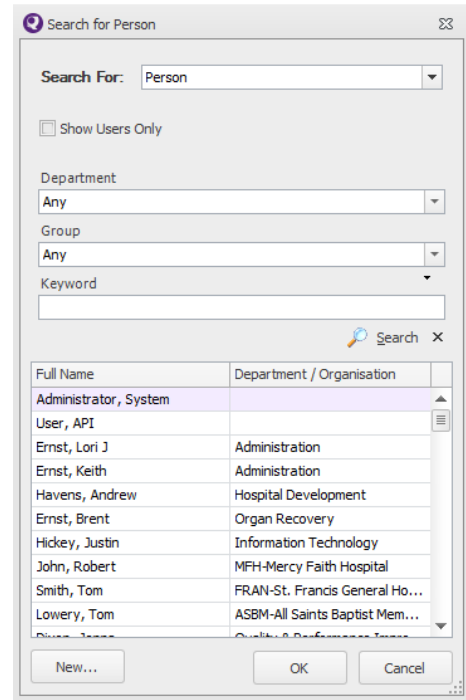 Search for Person
Search For: Person
Show Users Only
Department
Any
Group
Any
Keyword
Search
Full Name Department / Organisation
Administrator, System
User, API
Ernst, Lori J Administration
Ernst, Keith Administration
Havens, Andrew Hospital Development
Ernst, Brent Organ Recovery
Hickey, Justin Information Technology
John, Robert MFH-Mercy Faith Hospital
Smith, Tom FRAN-St. Francis General Ho...
Lowery, Tom ASBM-All Saints Baptist Mem...
New... OK Cancel